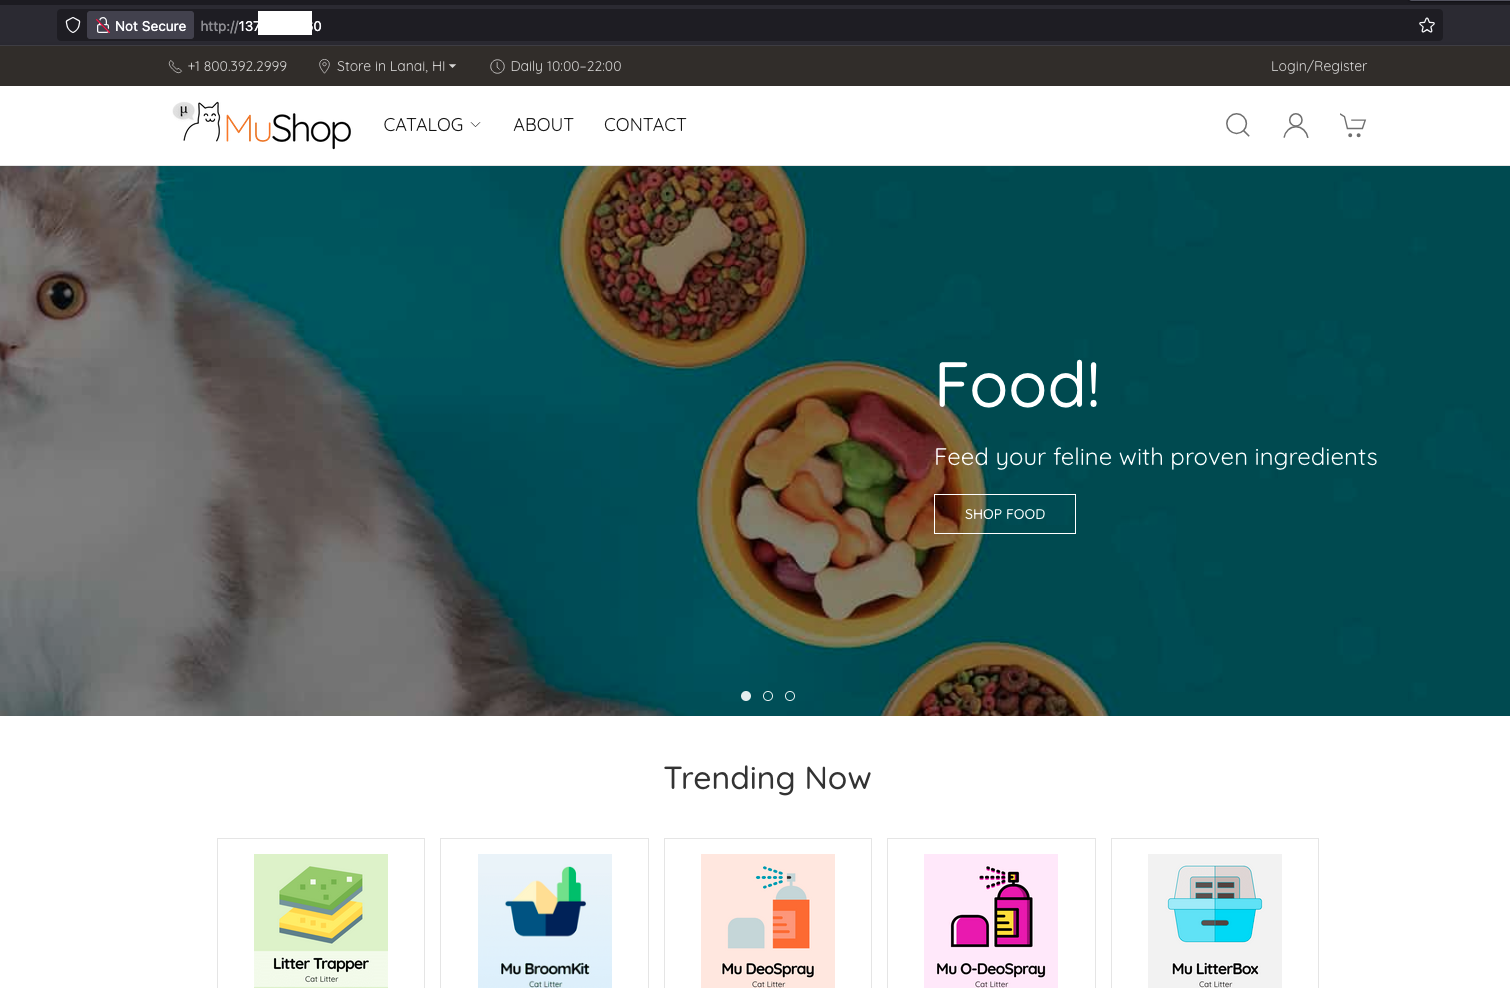 Not Secure http://137 60
+1 800.392.2999 Store in Lanai, HI Daily 10:00–22:00 Login/Register
μ MuShop CATALOG ABOUT CONTACT
Food!
Feed your feline with proven ingredients
SHOP FOOD
Trending Now
Litter Trapper Mu BroomKit Mu DeoSpray Mu O-DeoSpray Mu LitterBox
Cat Litter Cat Litter Cat Litter Cat Litter Cat Litter